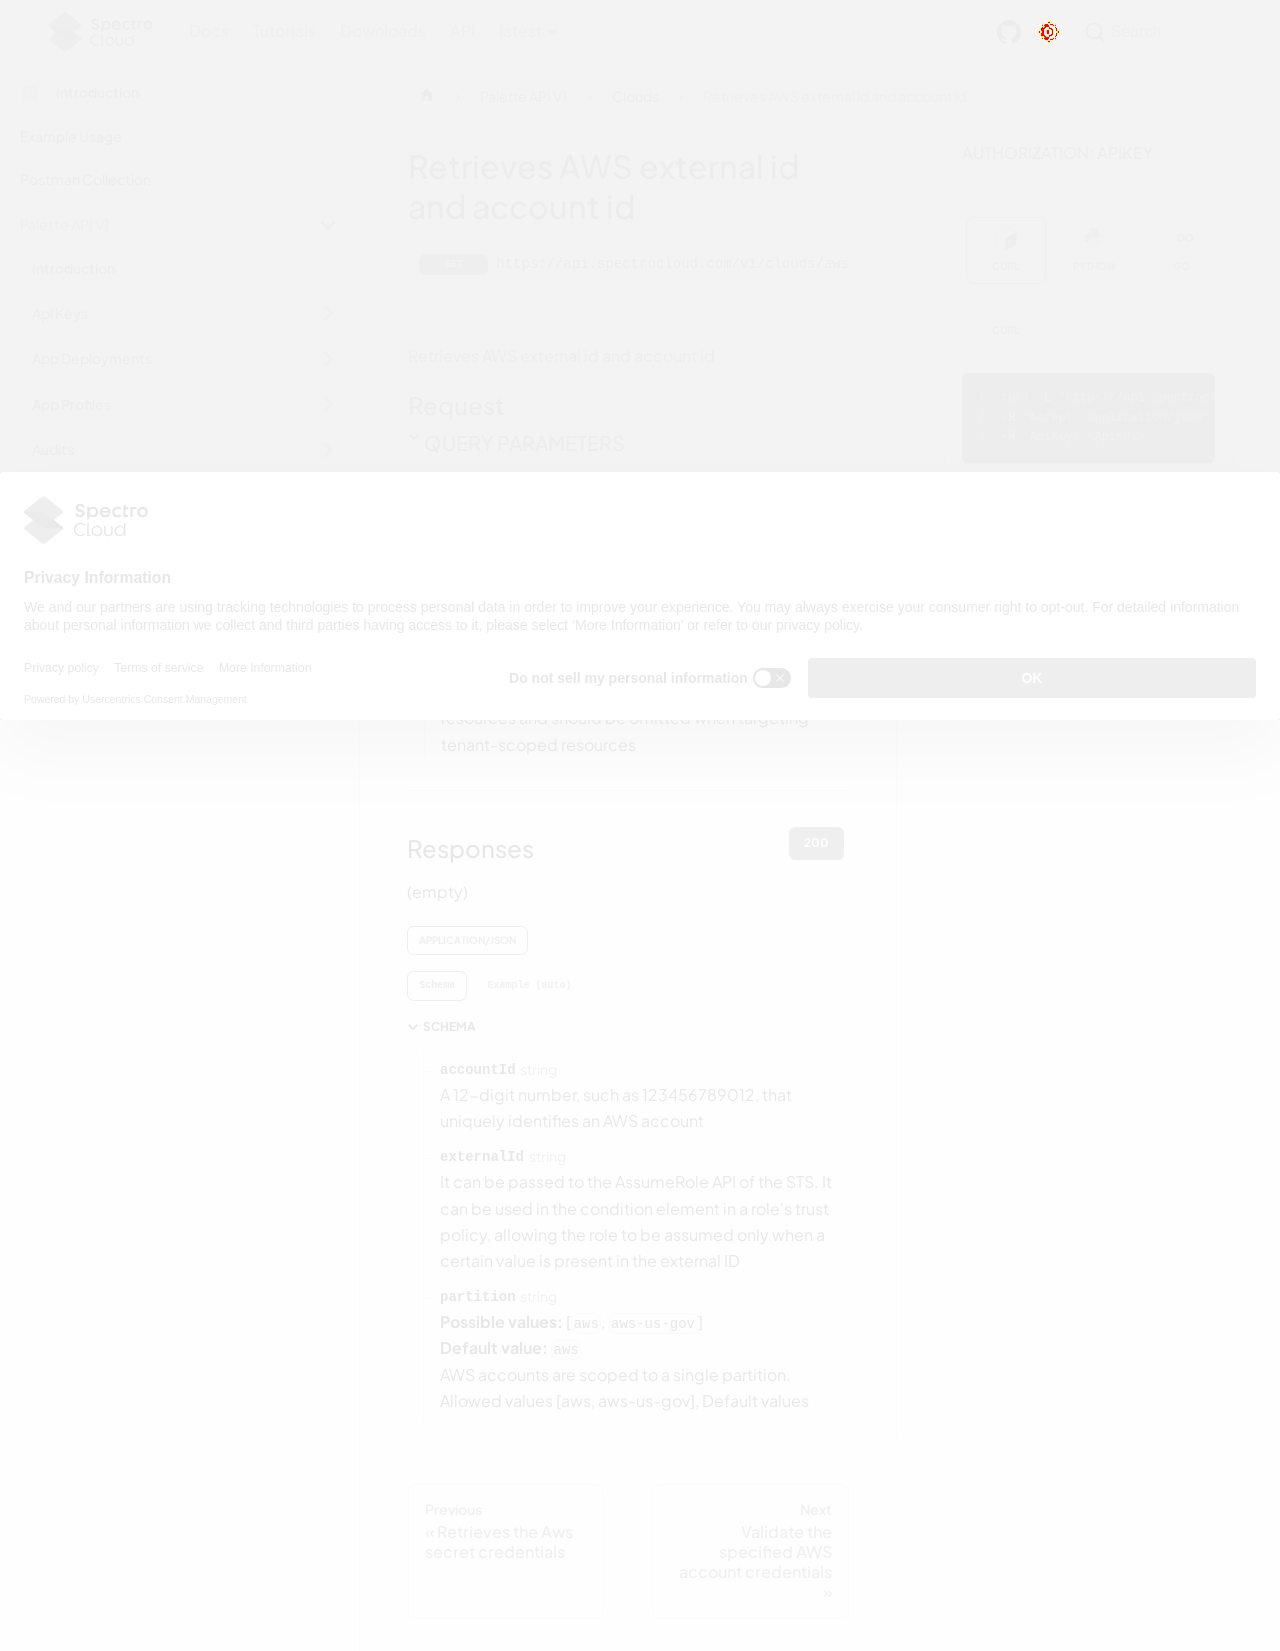 Spectro Cloud
Docs Tutorials Downloads API latest
Search
Introduction
Example Usage
Postman Collection
Palette API V1
Introduction
Api Keys
App Deployments
App Profiles
Audits
Palette API V1 Clouds Retrieves AWS external id and account id
Retrieves AWS external id
and account id
GET https://api.spectrocloud.com/v1/clouds/aws
Retrieves AWS external id and account id
Request
QUERY PARAMETERS
AUTHORIZATION: APIKEY
CURL PYTHON GO
CURL
Spectro
Cloud
Privacy Information
We and our partners are using tracking technologies to process personal data in order to improve your experience. You may always exercise your consumer right to opt-out. For detailed information
about personal information we collect and third parties having access to it, please select 'More Information' or refer to our privacy policy.
Privacy policy Terms of service More Information
Powered by Usercentrics Consent Management
Do not sell my personal information
OK
resources and should be omitted when targeting
tenant-scoped resources
Responses
200
(empty)
APPLICATION/JSON
Schema Example (auto)
SCHEMA
accountId string
A 12-digit number, such as 123456789012, that
uniquely identifies an AWS account
externalId string
It can be passed to the AssumeRole API of the STS. It
can be used in the condition element in a role's trust
policy, allowing the role to be assumed only when a
certain value is present in the external ID
partition string
Possible values: [aws, aws-us-gov]
Default value: aws
AWS accounts are scoped to a single partition.
Allowed values [aws, aws-us-gov], Default values
Previous
« Retrieves the Aws
secret credentials
Next
Validate the
specified AWS
account credentials
»